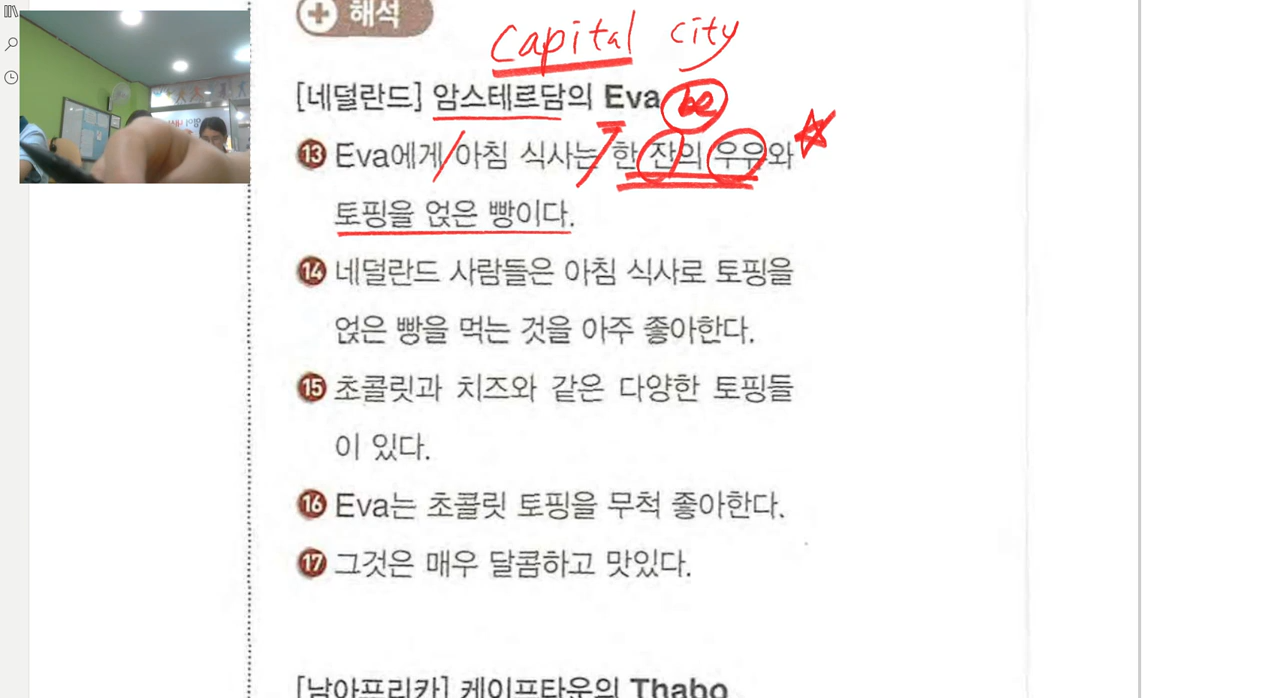 해석
Capital city
[네덜란드] 암스테르담의 Eva
be
13 Eva에게 아침 식사는 한 잔의 우유와
토핑을 얹은 빵이다.
14 네덜란드 사람들은 아침 식사로 토핑을
얹은 빵을 먹는 것을 아주 좋아한다.
15 초콜릿과 치즈와 같은 다양한 토핑들
이 있다.
16 Eva는 초콜릿 토핑을 무척 좋아한다.
17 그것은 매우 달콤하고 맛있다.
[남아프리카] 케이프타운의 Thabo